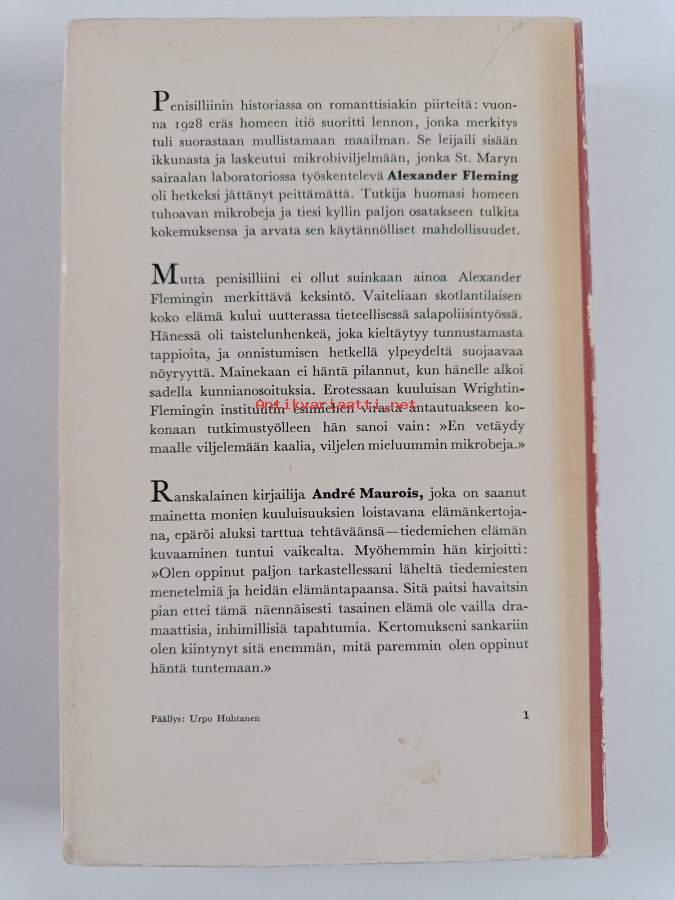 Penisilliinin historiassa on romanttisiakin piirteitä: vuon-
na 1928 eräs homeen itiö suoritti lennon, jonka merkitys
tuli suorastaan mullistamaan maailman. Se leijaili sisään
ikkunasta ja laskeutui mikrobiviljelmään, jonka St. Maryn
sairaalan laboratoriossa työskentelevä Alexander Fleming
oli hetkeksi jättänyt peittämättä. Tutkija huomasi homeen
tuhoavan mikrobeja ja tiesi kyllin paljon osatakseen tulkita
kokemuksensa ja arvata sen käytännölliset mahdollisuudet.
Mutta penisilliini ei ollut suinkaan ainoa Alexander
Flemingin merkittävä keksintö. Vaiteliaan skotlantilaisen
koko elämä kului uutterassa tieteellisessä salapoliisintyössä.
Hänessä oli taistelunhenkeä, joka kieltäytyy tunnustamasta
tappioita, ja onnistumisen hetkellä ylpeydeltä suojaavaa
nöyryyttä. Mainekaan ei häntä pilannut, kun hänelle alkoi
sadella kunnianosoituksia. Erotessaan kuuluisan Wrightin-
Flemingin instituutin esimiehen virasta antautuakseen ko-
Antikvariaatti.net
konaan tutkimustyölleen hän sanoi vain: »En vetäydy
maalle viljelemään kaalia, viljelen mieluummin mikrobeja.»
Ranskalainen kirjailija André Maurois, joka on saanut
mainetta monien kuuluisuuksien loistavana elämänkertoja-
na, epäröi aluksi tarttua tehtäväänsä—tiedemiehen elämän
kuvaaminen tuntui vaikealta. Myöhemmin hän kirjoitti:
»Olen oppinut paljon tarkastellessani läheltä tiedemiesten
menetelmiä ja heidän elämäntapaansa. Sitä paitsi havaitsin
pian ettei tämä näennäisesti tasainen elämä ole vailla dra-
maattisia, inhimillisiä tapahtumia. Kertomukseni sankariin
olen kiintynyt sitä enemmän, mitä paremmin olen oppinut
häntä tuntemaan.»
Päällys: Urpo Huhtanen
1